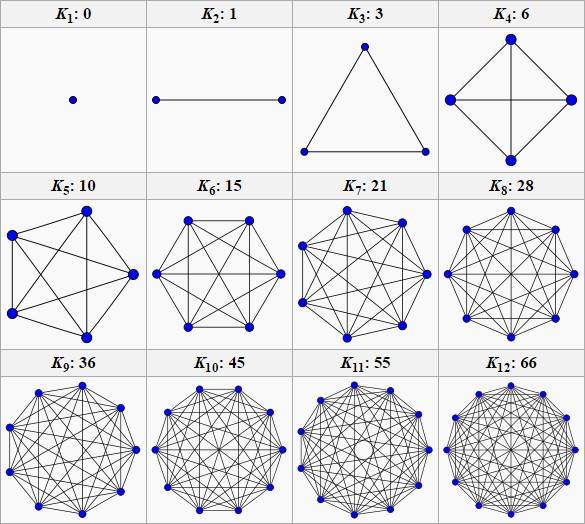 K₁: 0 K₂: 1 K₃: 3 K₄: 6
K₅: 10 K₆: 15 K₇: 21 K₈: 28
K₉: 36 K₁₀: 45 K₁₁: 55 K₁₂: 66